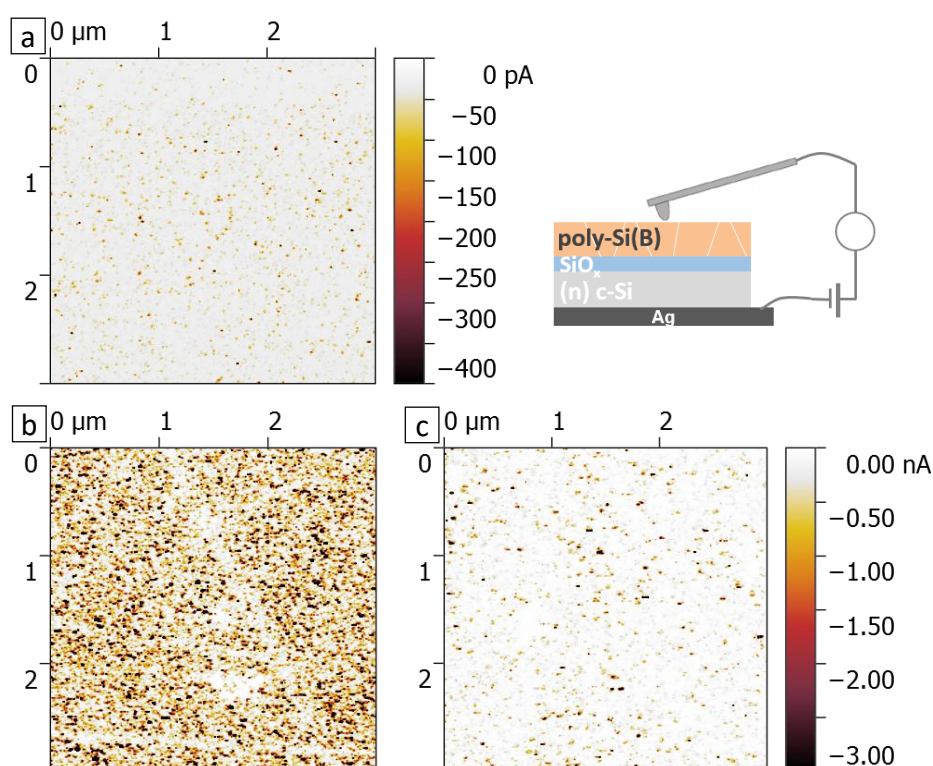 a
0 µm 1 2
0
1
2
0 pA
−50
−100
−150
−200
−250
−300
−400
poly-Si(B)
SiOx
(n) c-Si
Ag
b
0 µm 1 2
0
1
2
c
0 µm 1 2
0
1
2
0.00 nA
−0.50
−1.00
−1.50
−2.00
−3.00